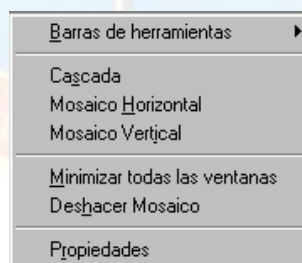 Barras de herramientas
Cascada
Mosaico Horizontal
Mosaico Vertical
Minimizar todas las ventanas
Deshacer Mosaico
Propiedades